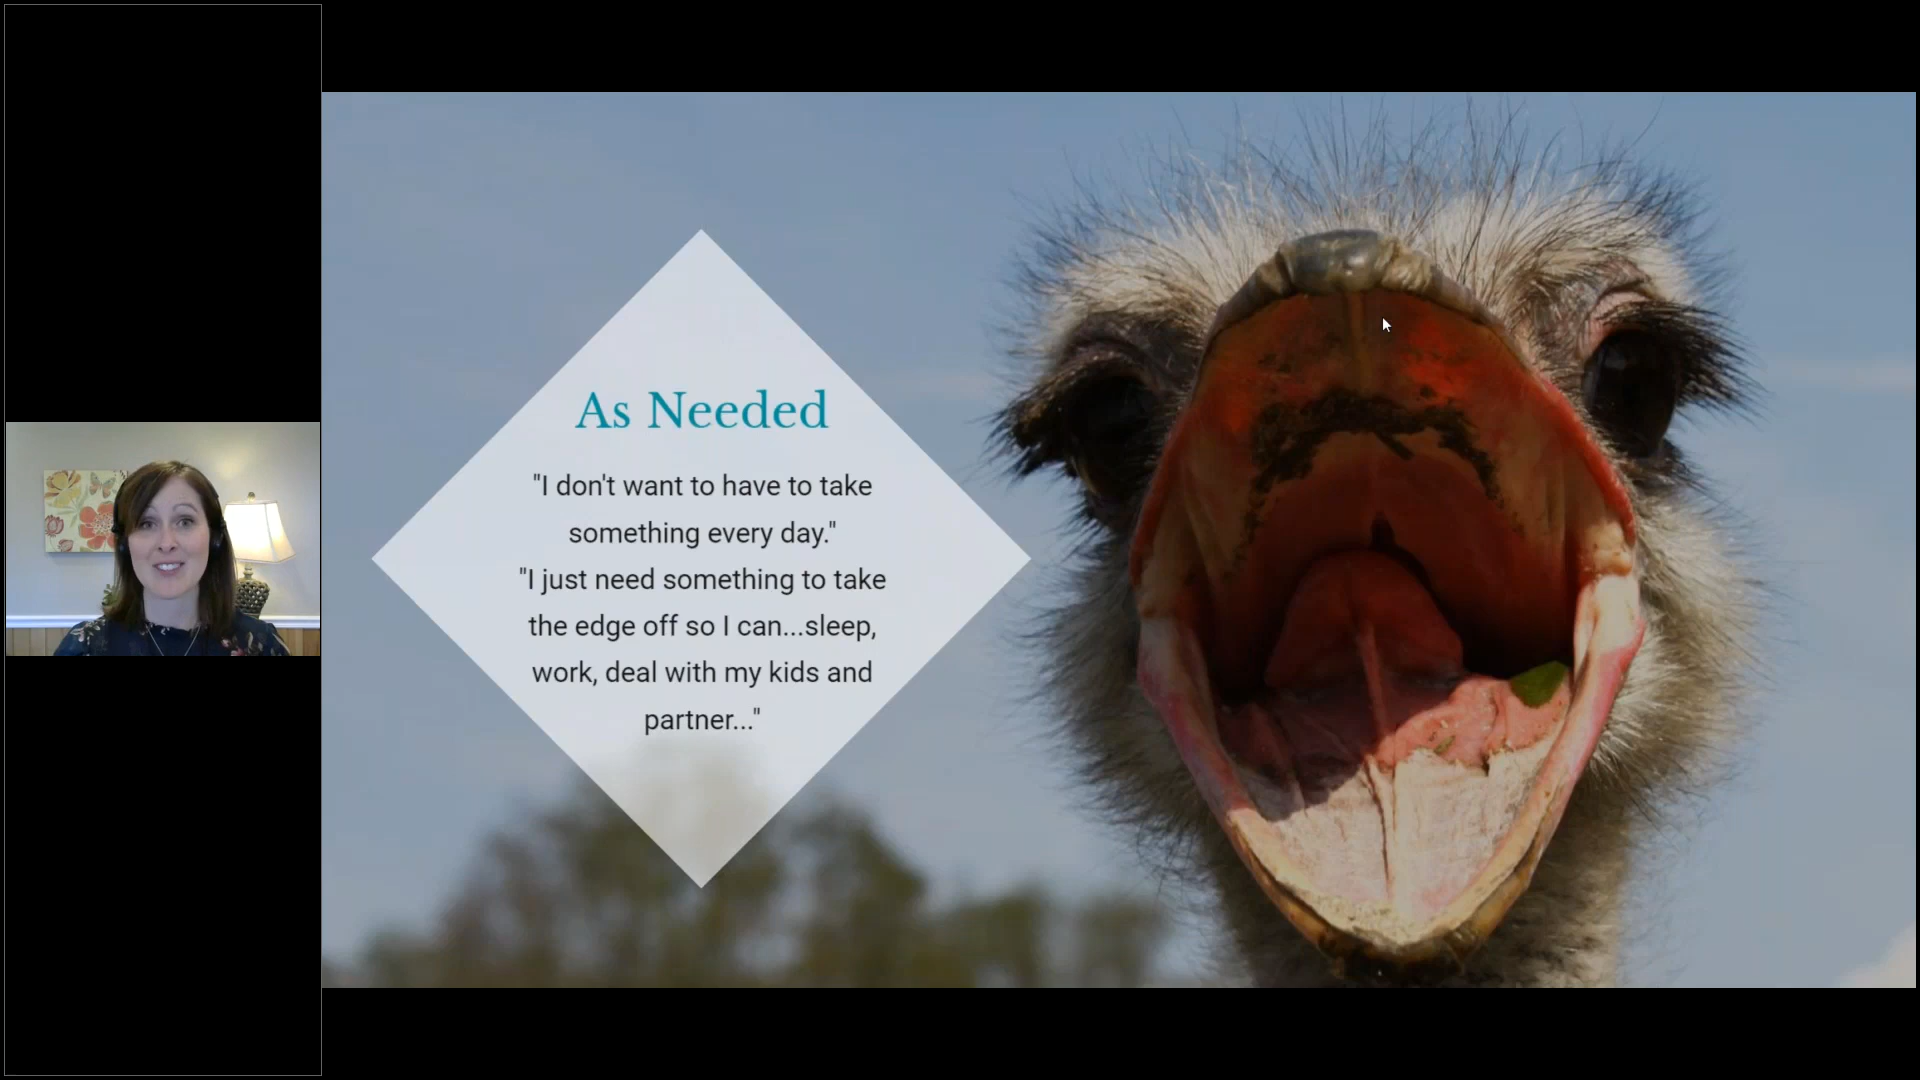 As Needed
"I don't want to have to take
something every day."
"I just need something to take
the edge off so I can...sleep,
work, deal with my kids and
partner..."